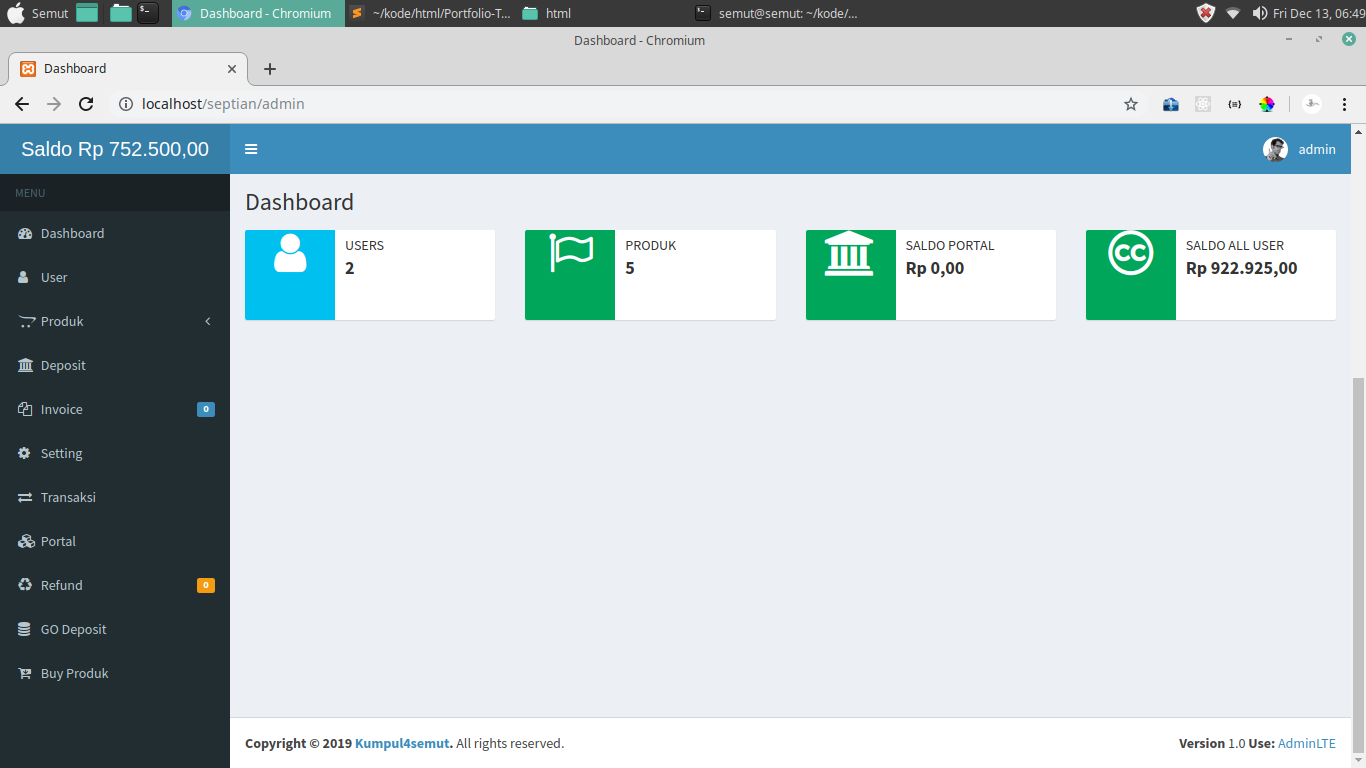 Semut
Dashboard - Chromium
~/kode/html/Portfolio-T...
html
semut@semut: ~/kode/...
Fri Dec 13, 06:49
Dashboard - Chromium
Dashboard
localhost/septian/admin
Saldo Rp 752.500,00
admin
MENU
Dashboard
User
Produk
Deposit
Invoice 0
Setting
Transaksi
Portal
Refund 0
GO Deposit
Buy Produk
Dashboard
USERS
2
PRODUK
5
SALDO PORTAL
Rp 0,00
SALDO ALL USER
Rp 922.925,00
Copyright © 2019 Kumpul4semut. All rights reserved.
Version 1.0 Use: AdminLTE